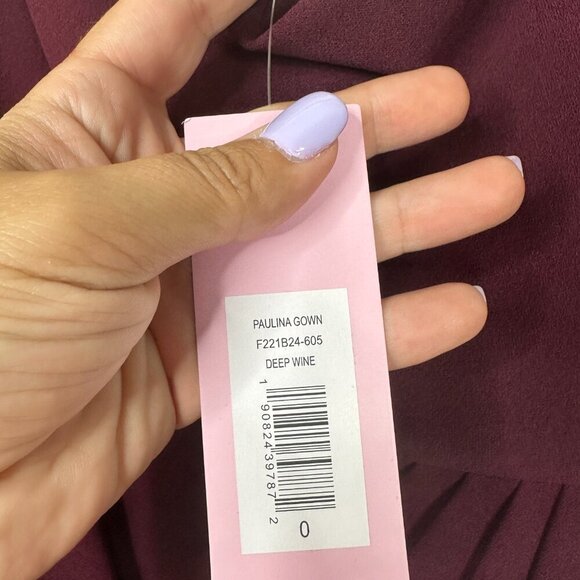 PAULINA GOWN
F221B24-605
DEEP WINE
1 90824 39787 2
0